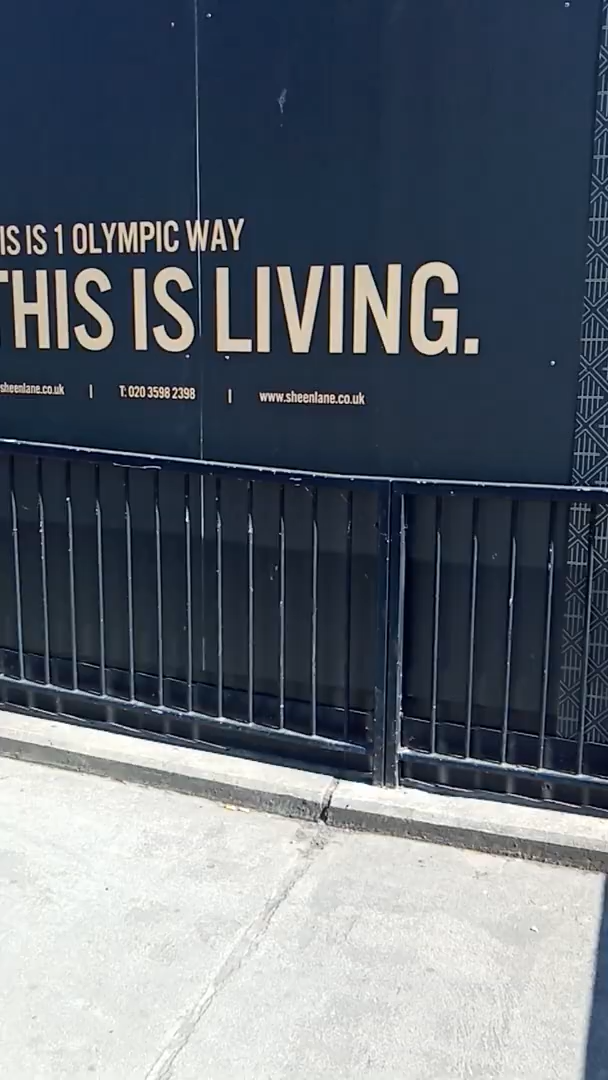 IS IS 1 OLYMPIC WAY
THIS IS LIVING.
sheenlane.co.uk | T: 020 3598 2398 | www.sheenlane.co.uk